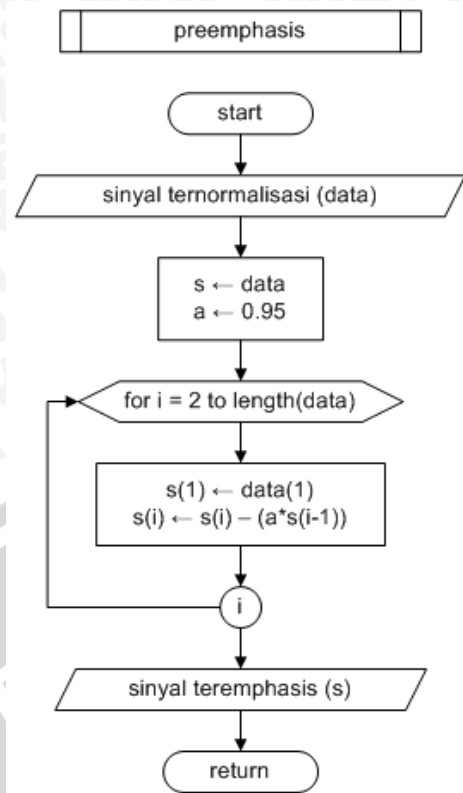 preemphasis
start
sinyal ternormalisasi (data)
s ← data
a ← 0.95
for i = 2 to length(data)
s(1) ← data(1)
s(i) ← s(i) – (a*s(i-1))
i
sinyal teremphasis (s)
return